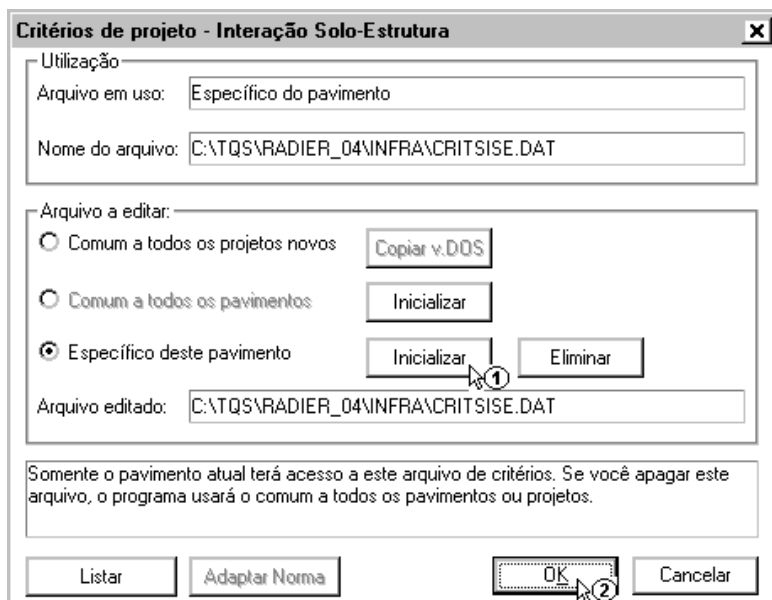 Critérios de projeto - Interação Solo-Estrutura
Utilização
Arquivo em uso: Específico do pavimento
Nome do arquivo: C:\TQS\RADIER_04\INFRA\CRITSISE.DAT
Arquivo a editar:
Comum a todos os projetos novos Copiar v.DOS
Comum a todos os pavimentos Inicializar
Específico deste pavimento Inicializar Eliminar
1
Arquivo editado: C:\TQS\RADIER_04\INFRA\CRITSISE.DAT
Somente o pavimento atual terá acesso a este arquivo de critérios. Se você apagar este
arquivo, o programa usará o comum a todos os pavimentos ou projetos.
Listar Adaptar Norma OK Cancelar
2